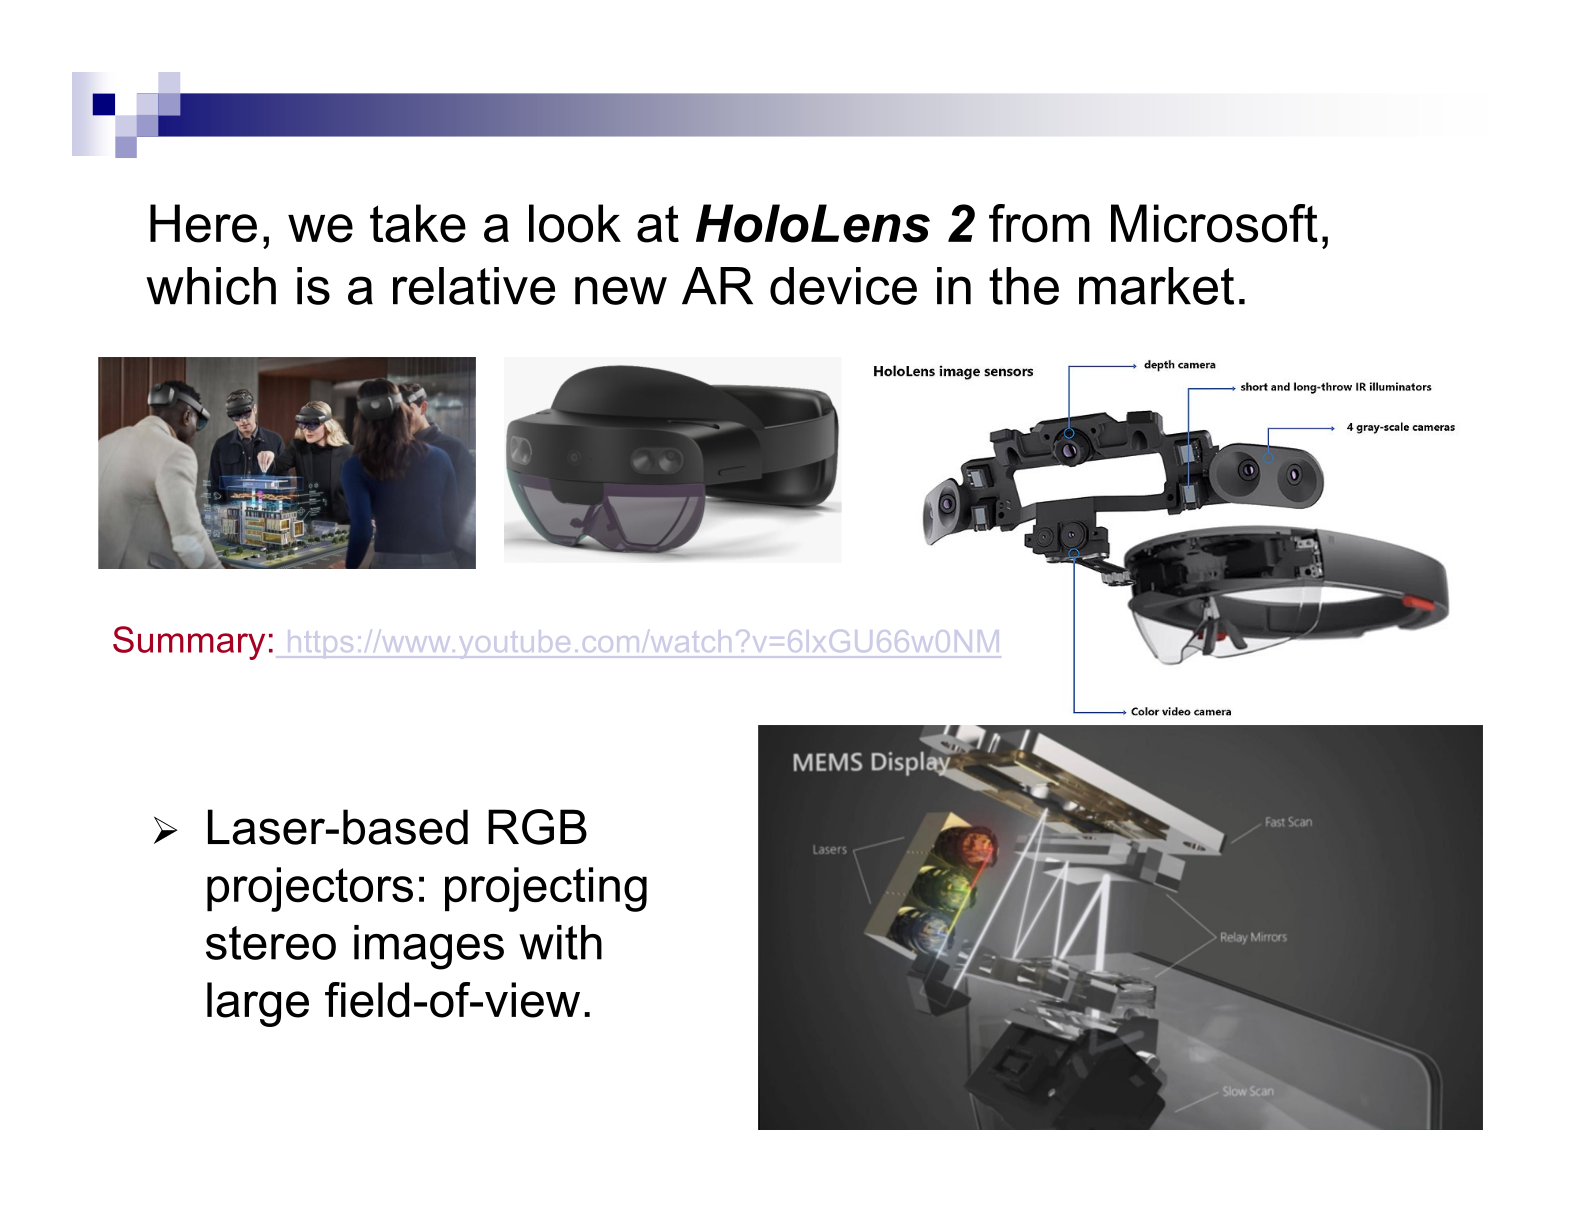 Here, we take a look at HoloLens 2 from Microsoft,
which is a relative new AR device in the market.
HoloLens image sensors
depth camera
short and long-throw IR illuminators
4 gray-scale cameras
Color video camera
Summary: https://www.youtube.com/watch?v=6lxGU66w0NM
MEMS Display
Lasers
Fast Scan
Relay Mirrors
Slow Scan
➢ Laser-based RGB
projectors: projecting
stereo images with
large field-of-view.